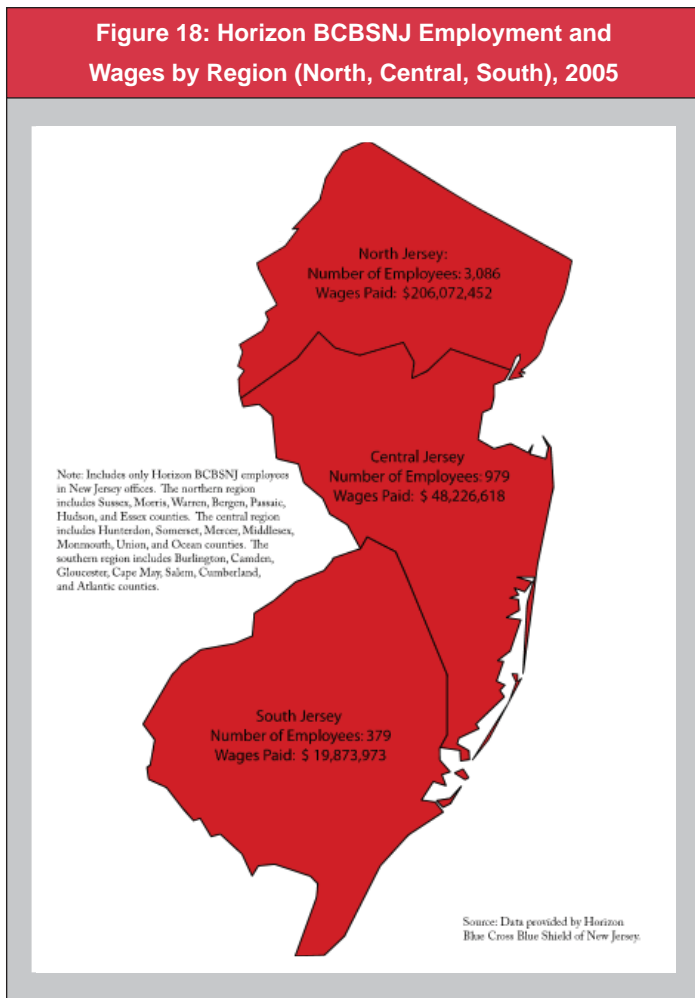 Figure 18: Horizon BCBSNJ Employment and
Wages by Region (North, Central, South), 2005
North Jersey:
Number of Employees: 3,086
Wages Paid: $206,072,452
Central Jersey
Number of Employees: 979
Wages Paid: $ 48,226,618
Note: Includes only Horizon BCBSNJ employees
in New Jersey offices. The northern region
includes Sussex, Morris, Warren, Bergen, Passaic,
Hudson, and Essex counties. The central region
includes Hunterdon, Somerset, Mercer, Middlesex,
Monmouth, Union, and Ocean counties. The
southern region includes Burlington, Camden,
Gloucester, Cape May, Salem, Cumberland,
and Atlantic counties.
South Jersey
Number of Employees: 379
Wages Paid: $ 19,873,973
Source: Data provided by Horizon
Blue Cross Blue Shield of New Jersey.